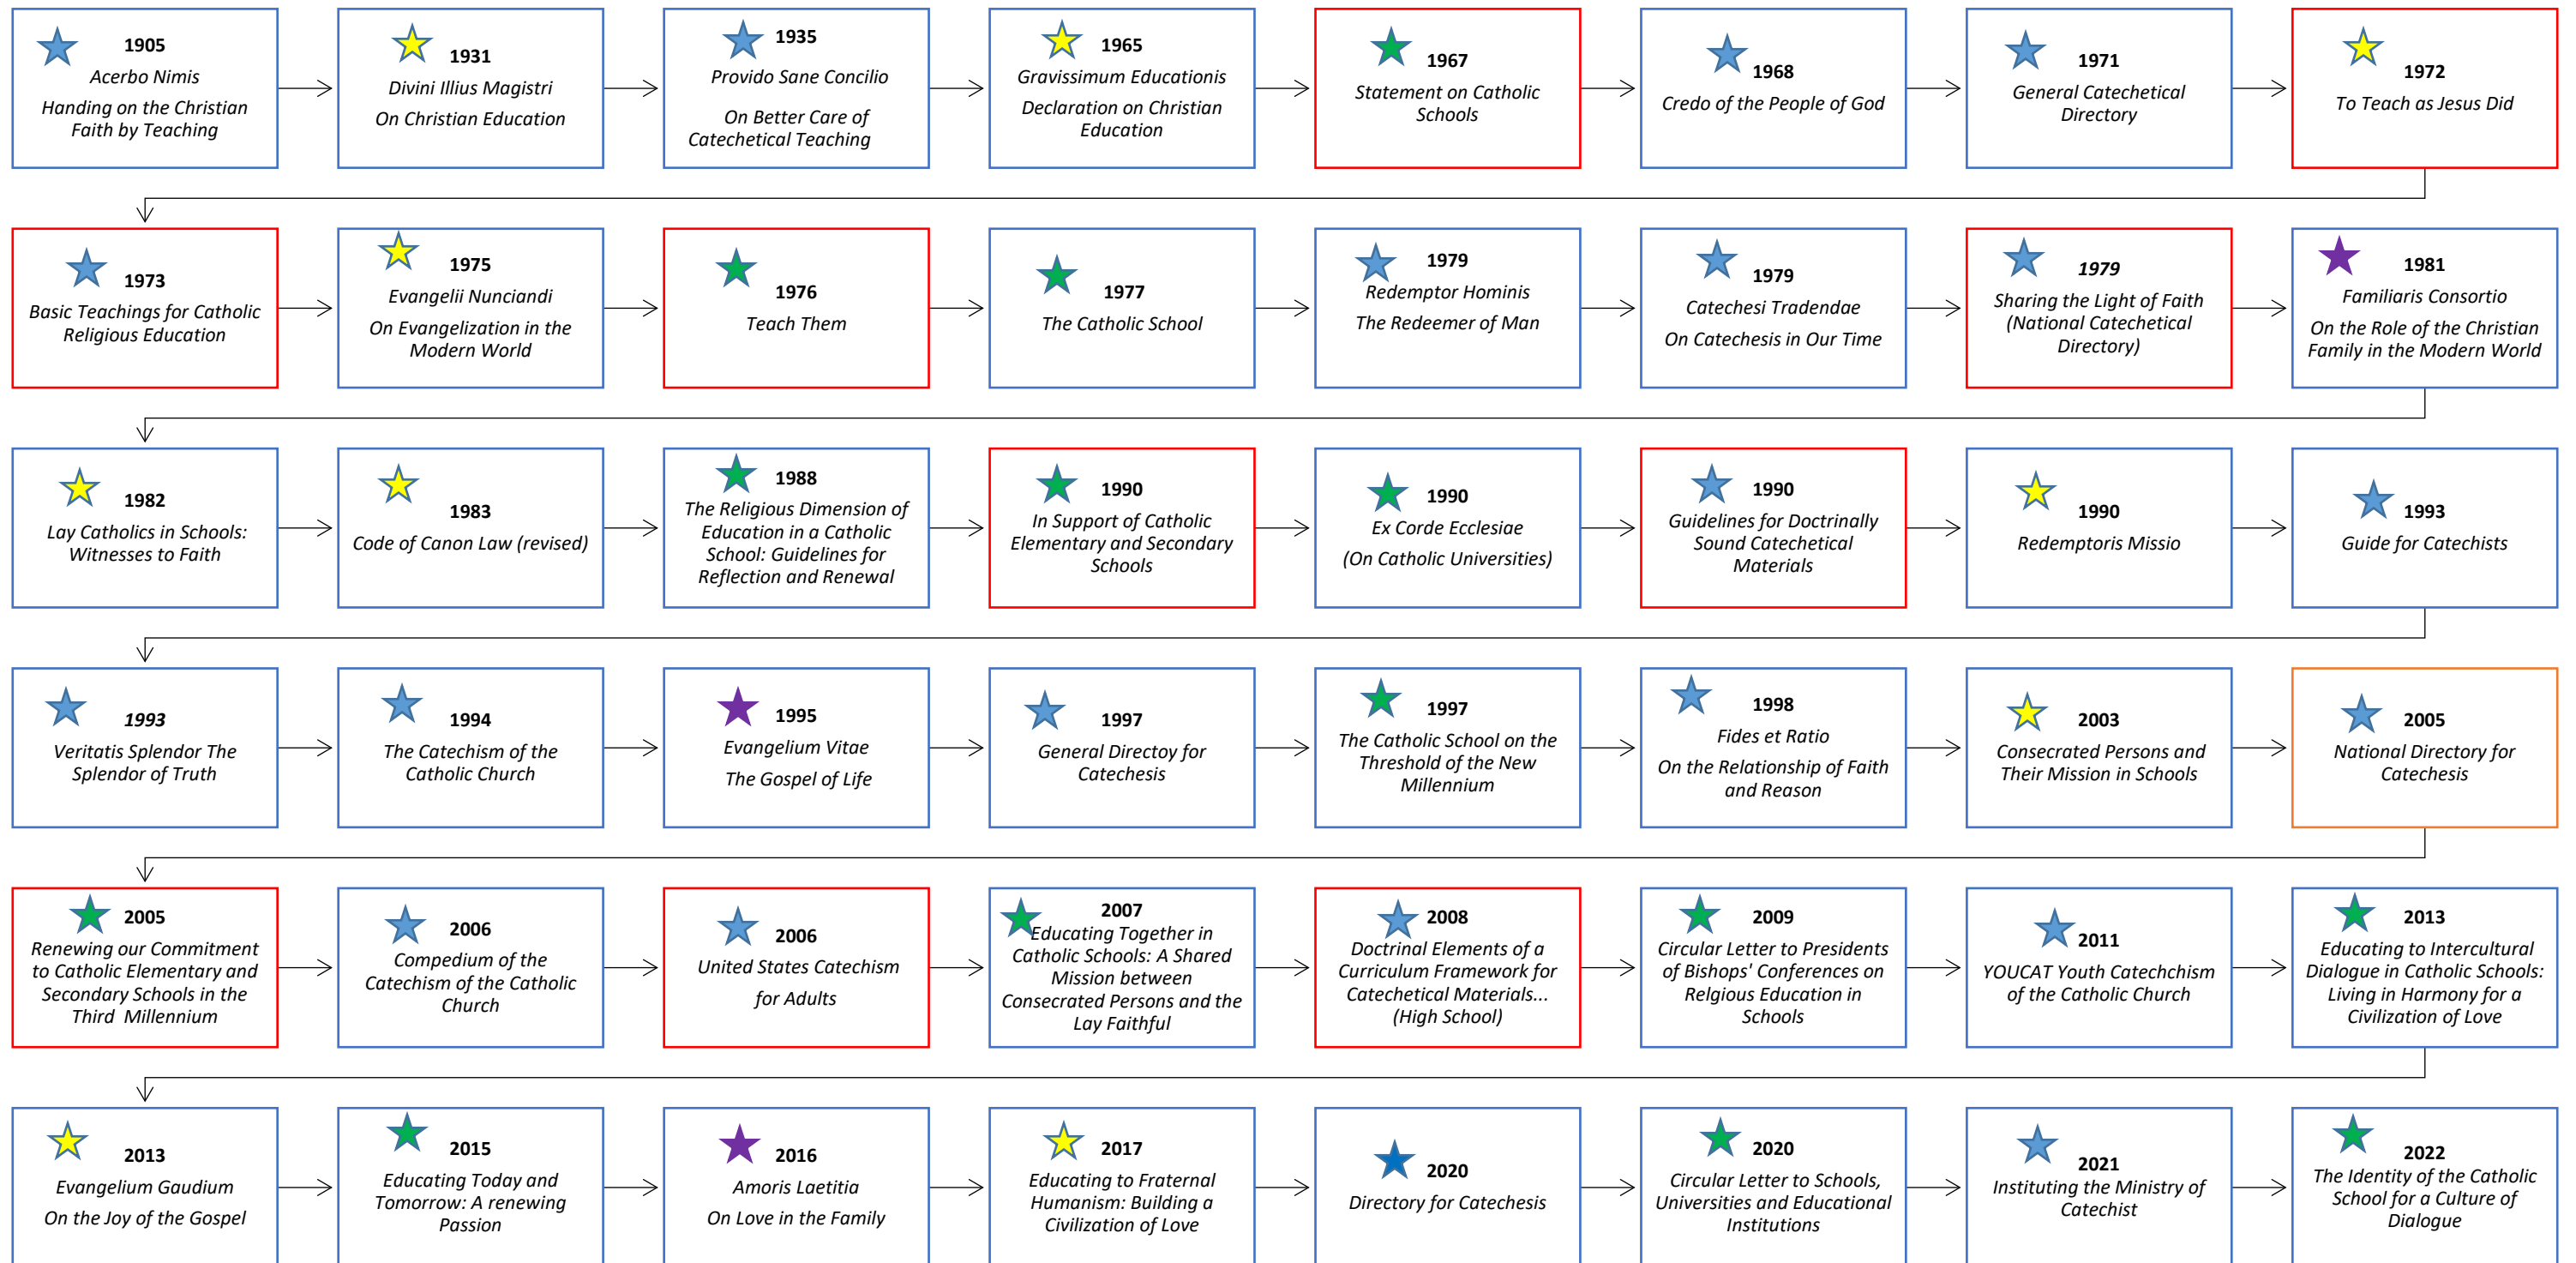 1905
Acerbo Nimis
Handing on the Christian
Faith by Teaching
1931
Divini Illius Magistri
On Christian Education
1935
Provido Sane Concilio
On Better Care of
Catechetical Teaching
1965
Gravissimum Educationis
Declaration on Christian
Education
1967
Statement on Catholic
Schools
1968
Credo of the People of God
1971
General Catechetical
Directory
1972
To Teach as Jesus Did
1973
Basic Teachings for Catholic
Religious Education
1975
Evangelii Nunciandi
On Evangelization in the
Modern World
1976
Teach Them
1977
The Catholic School
1979
Redemptor Hominis
The Redeemer of Man
1979
Catechesi Tradendae
On Catechesis in Our Time
1979
Sharing the Light of Faith
(National Catechetical
Directory)
1981
Familiaris Consortio
On the Role of the Christian
Family in the Modern World
1982
Lay Catholics in Schools:
Witnesses to Faith
1983
Code of Canon Law (revised)
1988
The Religious Dimension of
Education in a Catholic
School: Guidelines for
Reflection and Renewal
1990
In Support of Catholic
Elementary and Secondary
Schools
1990
Ex Corde Ecclesiae
(On Catholic Universities)
1990
Guidelines for Doctrinally
Sound Catechetical
Materials
1990
Redemptoris Missio
1993
Guide for Catechists
1993
Veritatis Splendor The
Splendor of Truth
1994
The Catechism of the
Catholic Church
1995
Evangelium Vitae
The Gospel of Life
1997
General Directoy for
Catechesis
1997
The Catholic School on the
Threshold of the New
Millennium
1998
Fides et Ratio
On the Relationship of Faith
and Reason
2003
Consecrated Persons and
Their Mission in Schools
2005
National Directory for
Catechesis
2005
Renewing our Commitment
to Catholic Elementary and
Secondary Schools in the
Third Millennium
2006
Compedium of the
Catechism of the Catholic
Church
2006
United States Catechism
for Adults
2007
Educating Together in
Catholic Schools: A Shared
Mission between
Consecrated Persons and the
Lay Faithful
2008
Doctrinal Elements of a
Curriculum Framework for
Catechetical Materials...
(High School)
2009
Circular Letter to Presidents
of Bishops' Conferences on
Relgious Education in
Schools
2011
YOUCAT Youth Catechchism
of the Catholic Church
2013
Educating to Intercultural
Dialogue in Catholic Schools:
Living in Harmony for a
Civilization of Love
2013
Evangelium Gaudium
On the Joy of the Gospel
2015
Educating Today and
Tomorrow: A renewing
Passion
2016
Amoris Laetitia
On Love in the Family
2017
Educating to Fraternal
Humanism: Building a
Civilization of Love
2020
Directory for Catechesis
2020
Circular Letter to Schools,
Universities and Educational
Institutions
2021
Instituting the Ministry of
Catechist
2022
The Identity of the Catholic
School for a Culture of
Dialogue